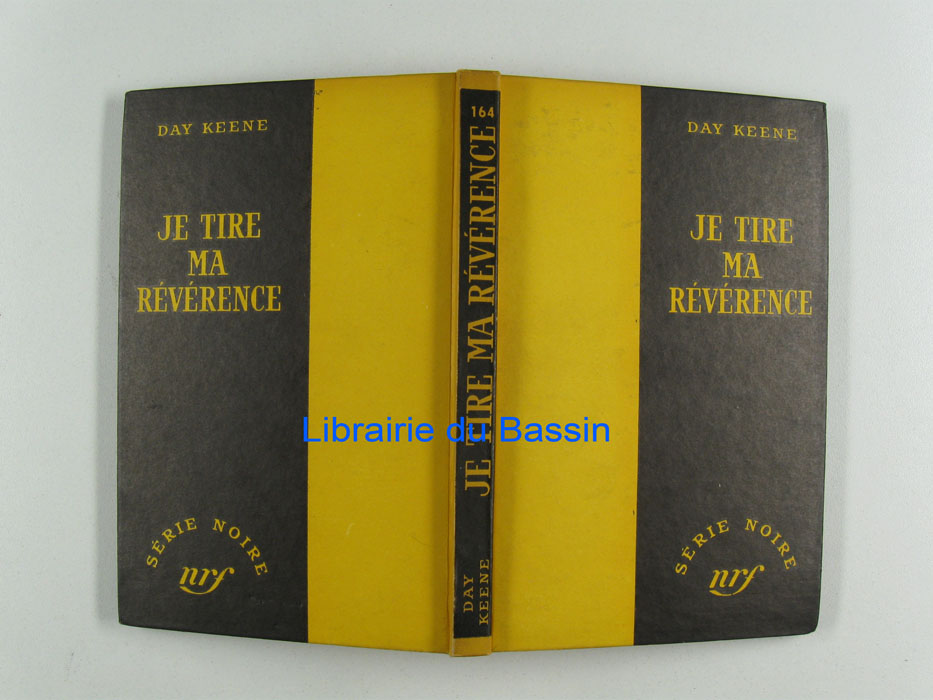 DAY KEENE
JE TIRE
MA
RÉVÉRENCE
SÉRIE NOIRE
nrf
164
JE TIRE MA RÉVÉRENCE
DAY
KEENE
DAY KEENE
JE TIRE
MA
RÉVÉRENCE
SÉRIE NOIRE
nrf
Librairie du Bassin